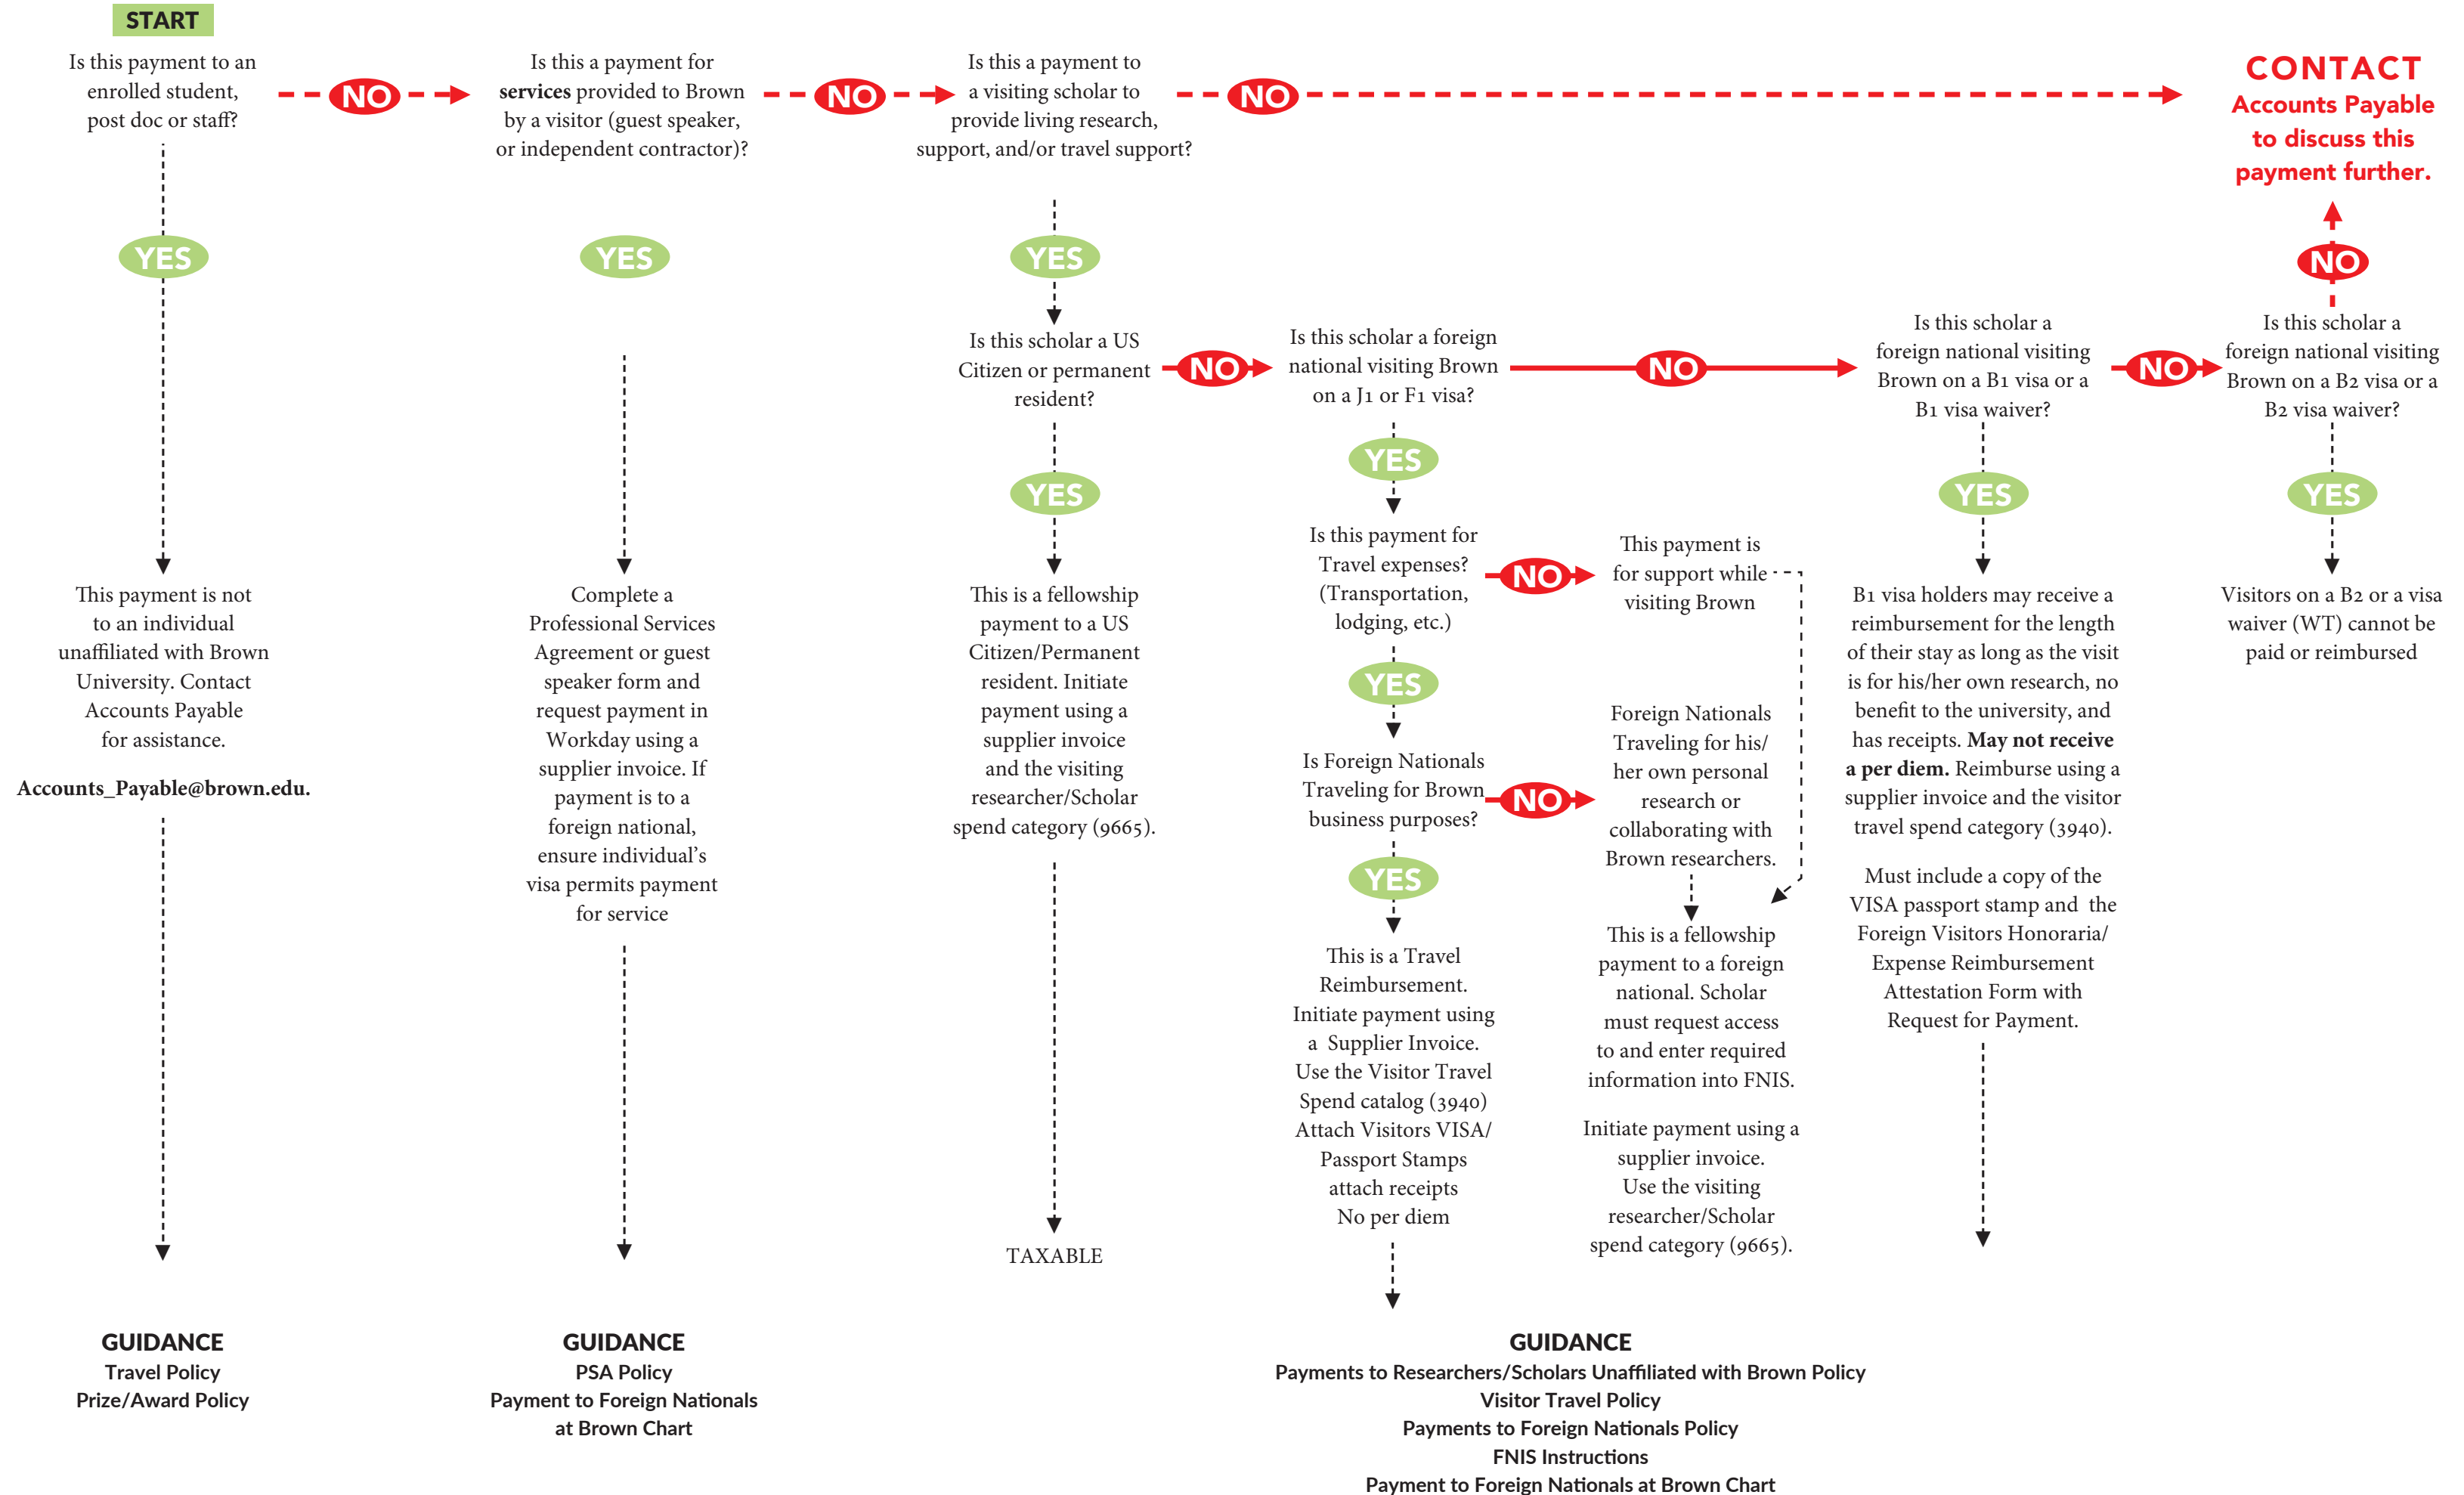 START
Is this payment to an
enrolled student,
post doc or staff?
NO
Is this a payment for
services provided to Brown
by a visitor (guest speaker,
or independent contractor)?
NO
Is this a payment to
a visiting scholar to
provide living research,
support, and/or travel support?
NO
CONTACT
Accounts Payable
to discuss this
payment further.
YES
YES
YES
NO
Is this scholar a US
Citizen or permanent
resident?
NO
Is this scholar a foreign
national visiting Brown
on a J1 or F1 visa?
NO
Is this scholar a
foreign national visiting
Brown on a B1 visa or a
B1 visa waiver?
NO
Is this scholar a
foreign national visiting
Brown on a B2 visa or a
B2 visa waiver?
YES
YES
YES
YES
This payment is not
to an individual
unaffiliated with Brown
University. Contact
Accounts Payable
for assistance.
Accounts_Payable@brown.edu.
Complete a
Professional Services
Agreement or guest
speaker form and
request payment in
Workday using a
supplier invoice. If
payment is to a
foreign national,
ensure individual's
visa permits payment
for service
This is a fellowship
payment to a US
Citizen/Permanent
resident. Initiate
payment using a
supplier invoice
and the visiting
researcher/Scholar
spend category (9665).
TAXABLE
Is this payment for
Travel expenses?
(Transportation,
lodging, etc.)
NO
This payment is
for support while
visiting Brown
YES
Is Foreign Nationals
Traveling for Brown
business purposes?
NO
Foreign Nationals
Traveling for his/
her own personal
research or
collaborating with
Brown researchers.
YES
This is a Travel
Reimbursement.
Initiate payment using
a Supplier Invoice.
Use the Visitor Travel
Spend catalog (3940)
Attach Visitors VISA/
Passport Stamps
attach receipts
No per diem
This is a fellowship
payment to a foreign
national. Scholar
must request access
to and enter required
information into FNIS.
Initiate payment using a
supplier invoice.
Use the visiting
researcher/Scholar
spend category (9665).
B1 visa holders may receive a
reimbursement for the length
of their stay as long as the visit
is for his/her own research, no
benefit to the university, and
has receipts. May not receive
a per diem. Reimburse using a
supplier invoice and the visitor
travel spend category (3940).
Must include a copy of the
VISA passport stamp and the
Foreign Visitors Honoraria/
Expense Reimbursement
Attestation Form with
Request for Payment.
Visitors on a B2 or a visa
waiver (WT) cannot be
paid or reimbursed
GUIDANCE
Travel Policy
Prize/Award Policy
GUIDANCE
PSA Policy
Payment to Foreign Nationals
at Brown Chart
GUIDANCE
Payments to Researchers/Scholars Unaffiliated with Brown Policy
Visitor Travel Policy
Payments to Foreign Nationals Policy
FNIS Instructions
Payment to Foreign Nationals at Brown Chart